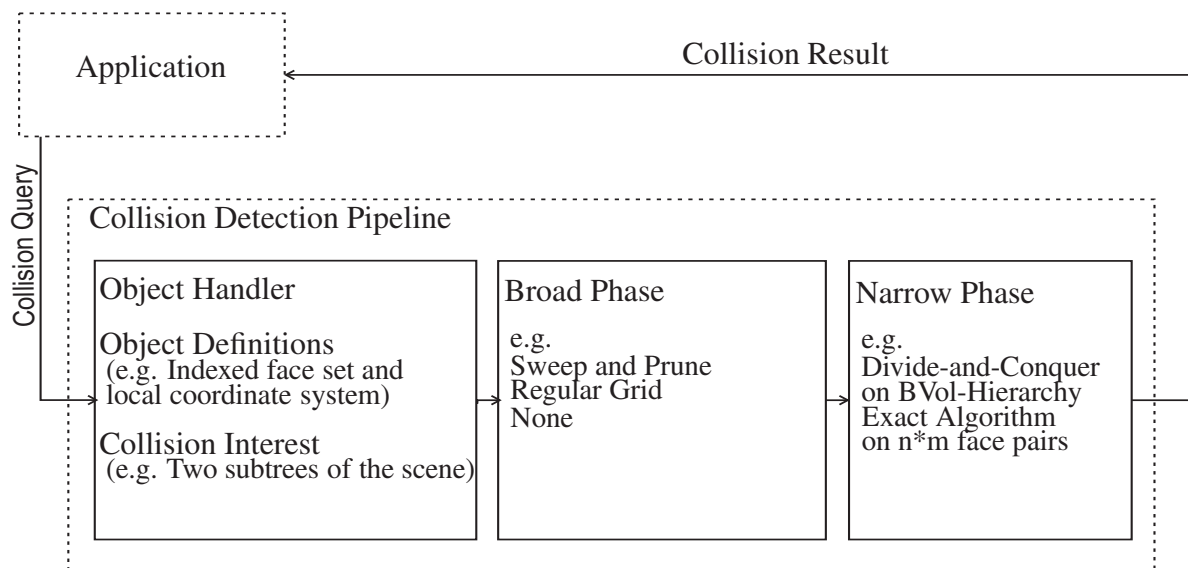 Application
Collision Result
Collision Query
Collision Detection Pipeline
Object Handler
Object Definitions
(e.g. Indexed face set and
local coordinate system)
Collision Interest
(e.g. Two subtrees of the scene)
Broad Phase
e.g.
Sweep and Prune
Regular Grid
None
Narrow Phase
e.g.
Divide-and-Conquer
on BVol-Hierarchy
Exact Algorithm
on n*m face pairs